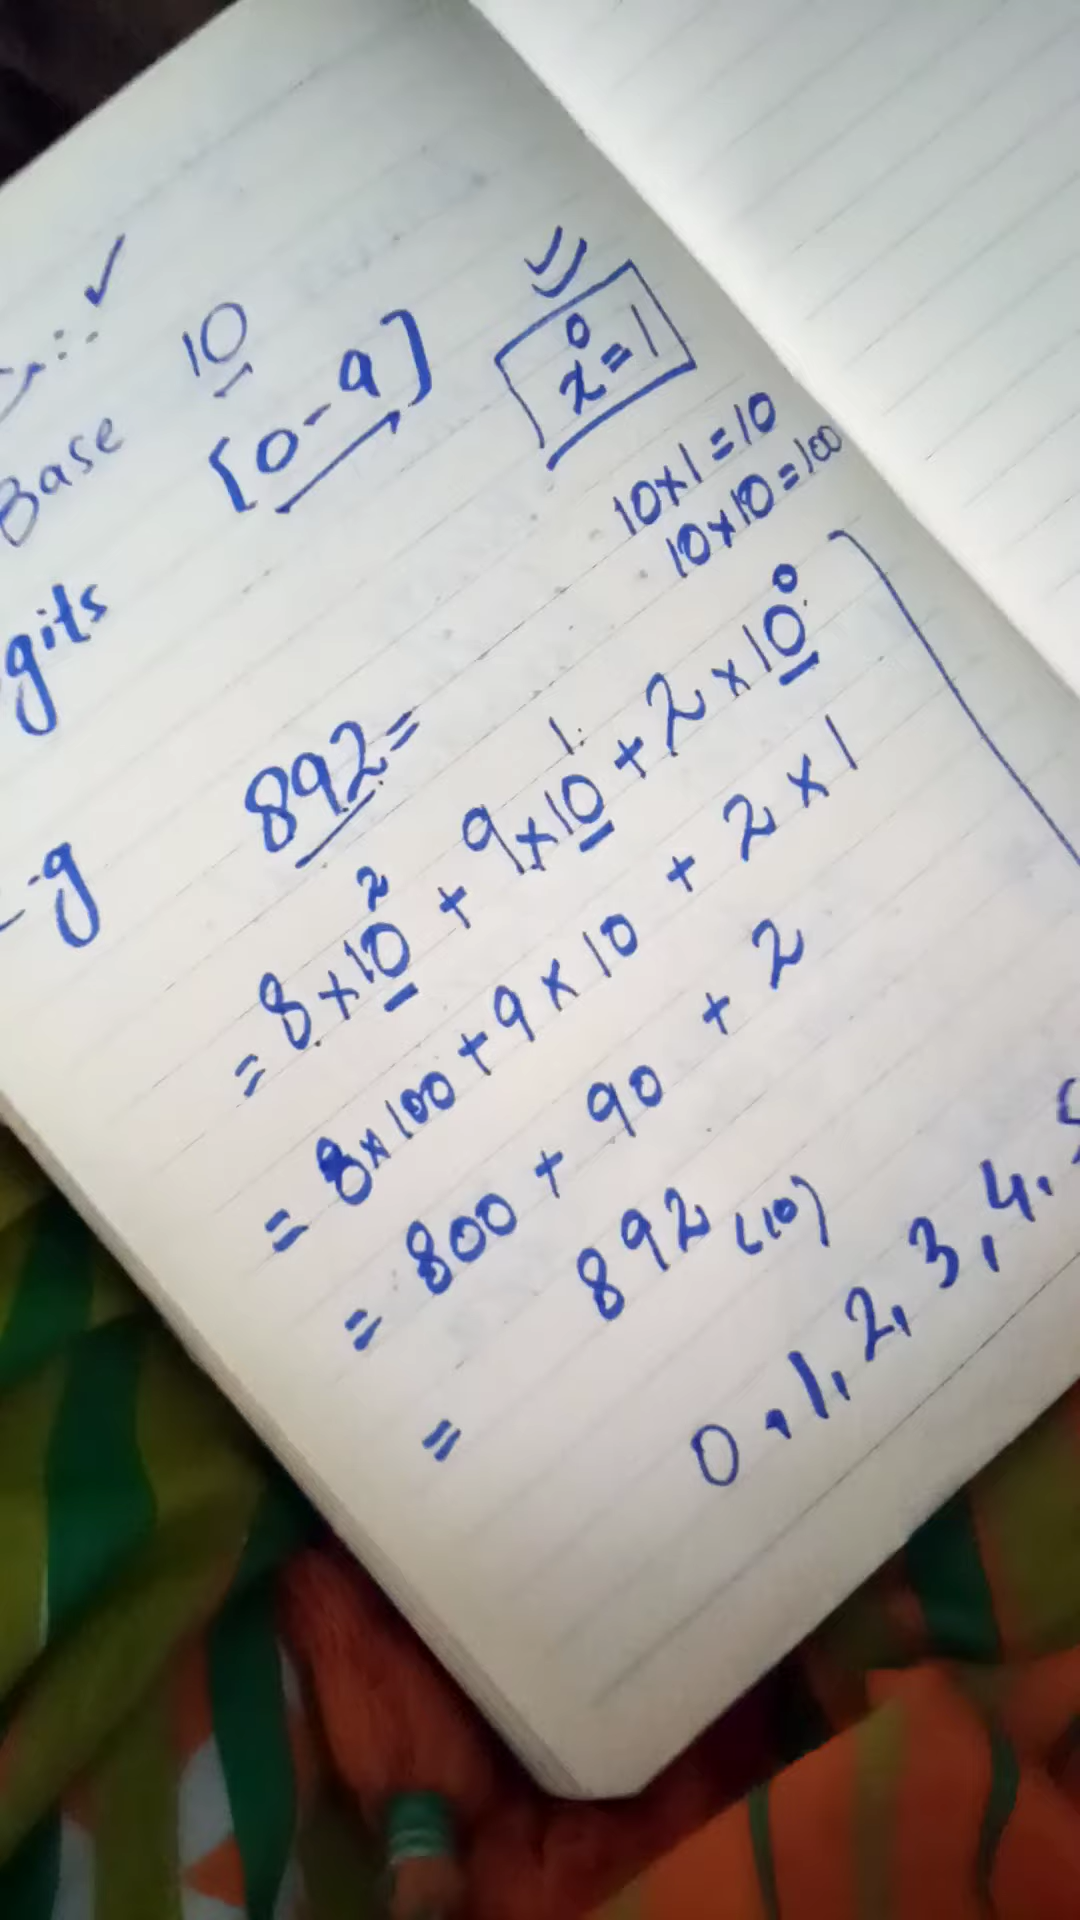 Base 10
[0-9]
x⁰=1
10×1=10
10×10=100
gits
-g 892=
= 8×10² + 9×10¹ + 2×10⁰
= 8×100 + 9×10 + 2×1
= 800 + 90 + 2
= 892 (10)
0,1,2,3,4,5